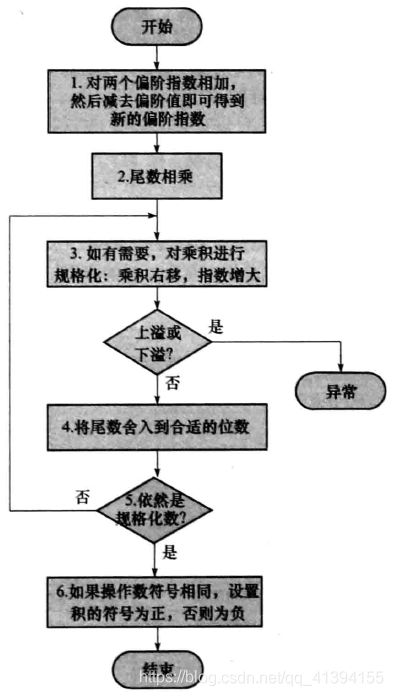 开始
1. 对两个偏阶指数相加，
然后减去偏阶值即可得到
新的偏阶指数
2.尾数相乘
3. 如有需要，对乘积进行
规格化：乘积右移，指数增大
上溢或
下溢？
是
否
异常
4.将尾数舍入到合适的位数
5.依然是
规格化数？
否
是
6.如果操作数符号相同，设置
积的符号为正，否则为负
结束
https://blog.csdn.net/qq_41394155